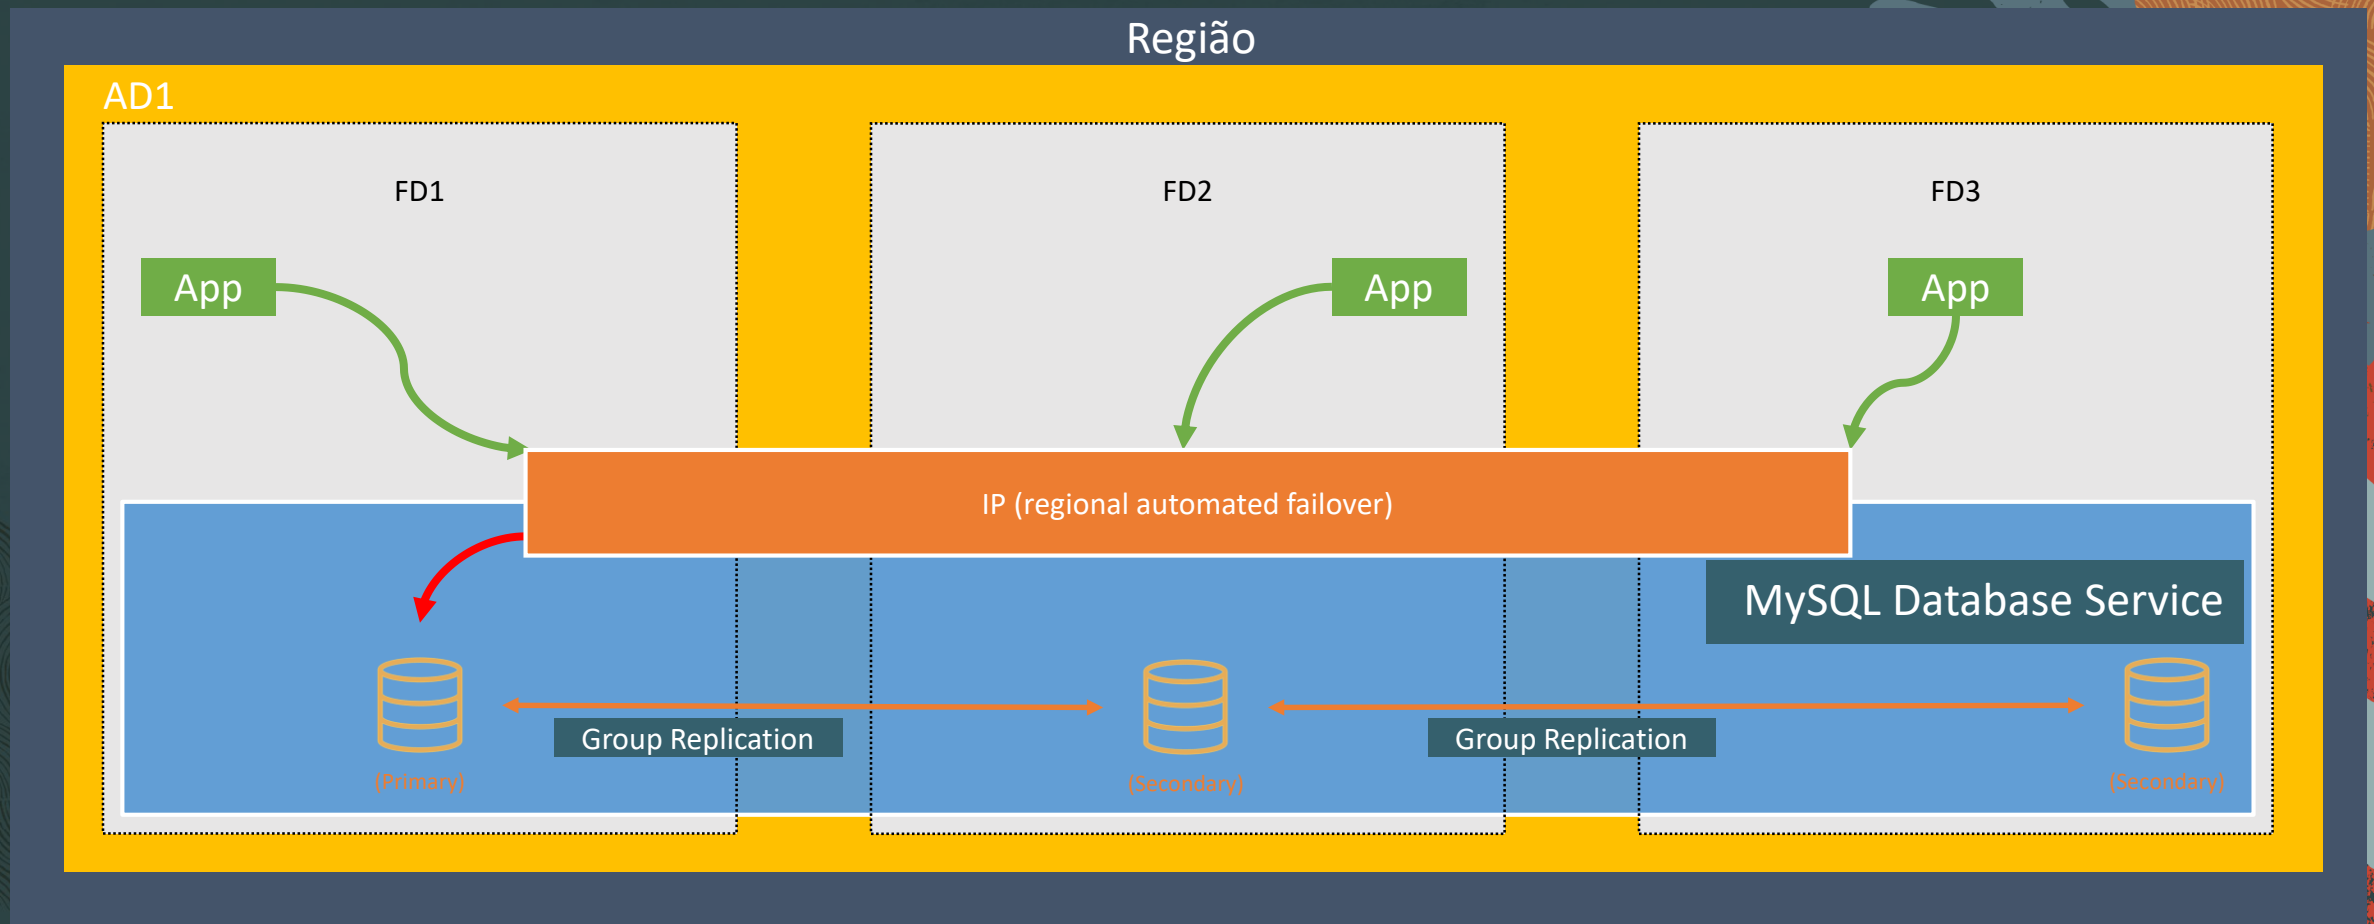 Região
AD1
FD1
FD2
FD3
App
App
App
IP (regional automated failover)
MySQL Database Service
Group Replication
Group Replication
(Primary)
(Secondary)
(Secondary)